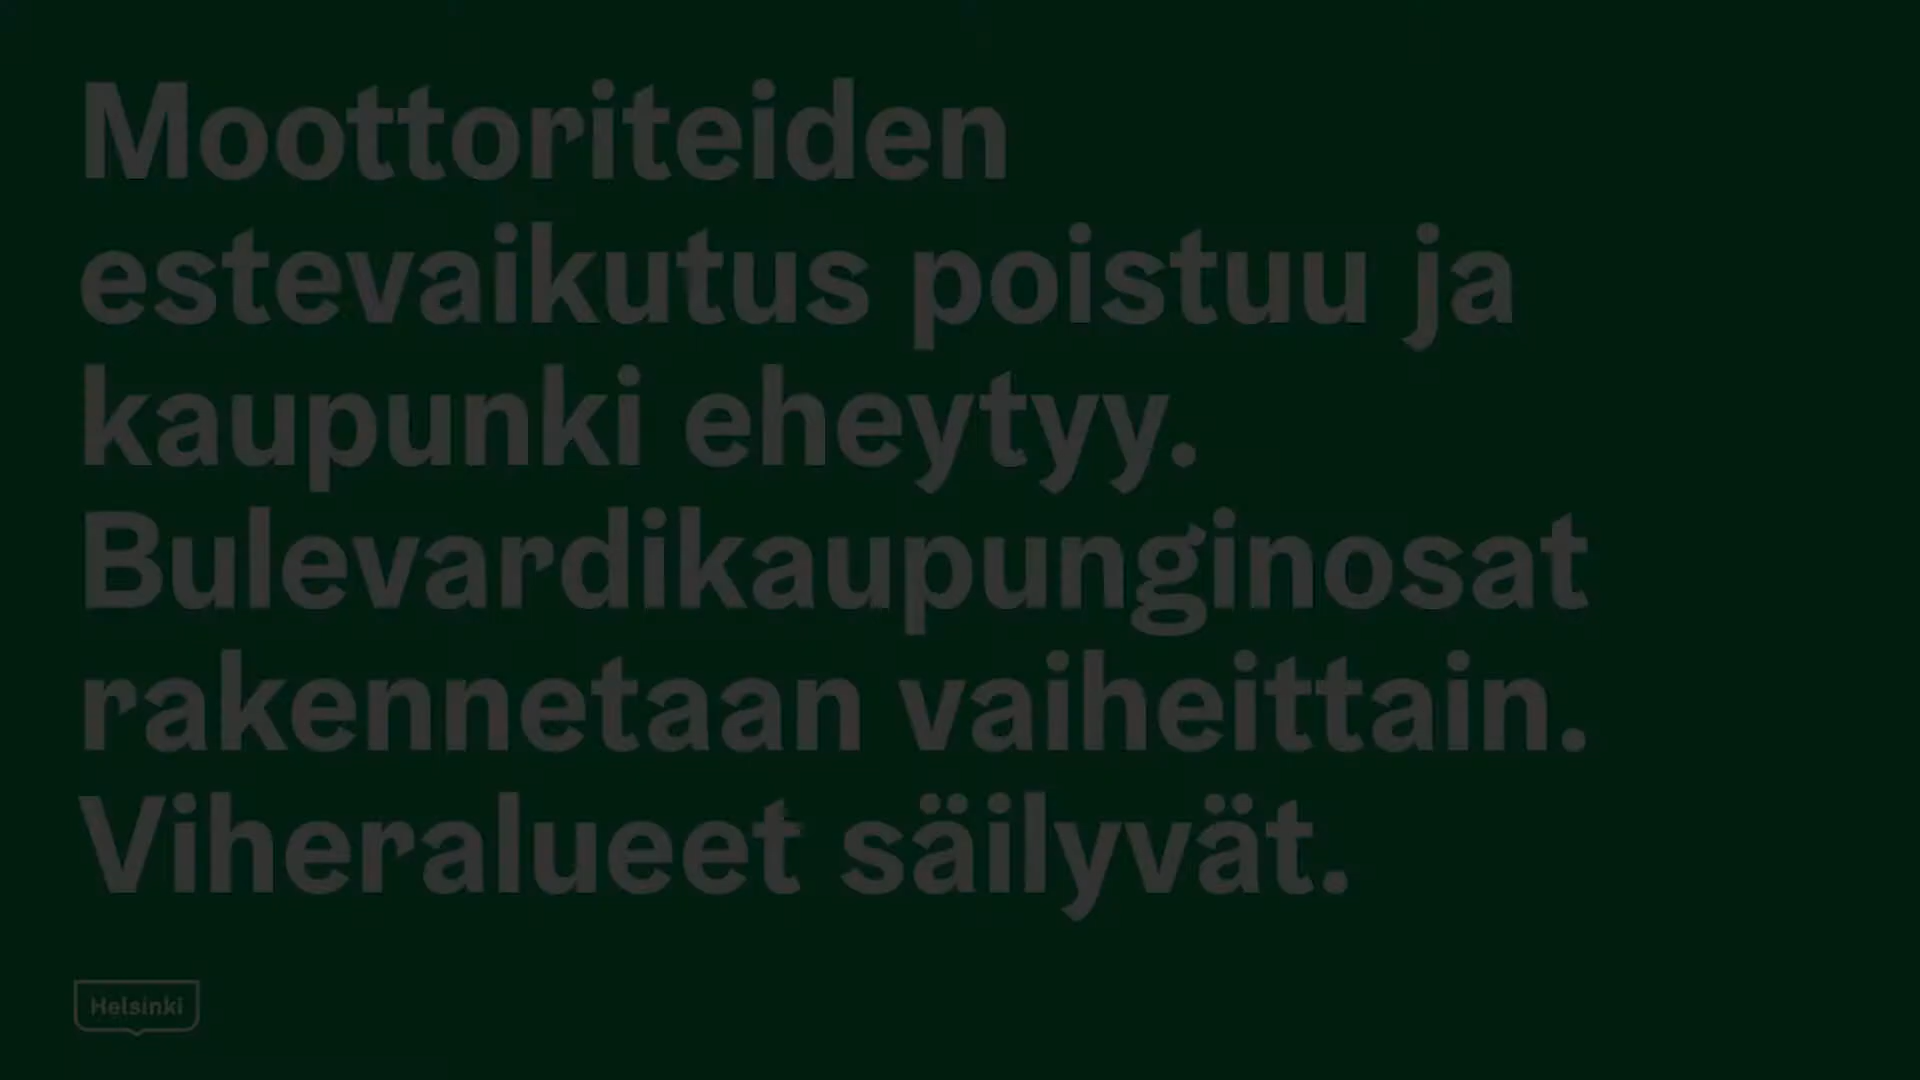 Moottoriteiden
estevaikutus poistuu ja
kaupunki eheytyy.
Bulevardikaupunginosat
rakennetaan vaiheittain.
Viheralueet säilyvät.
Helsinki